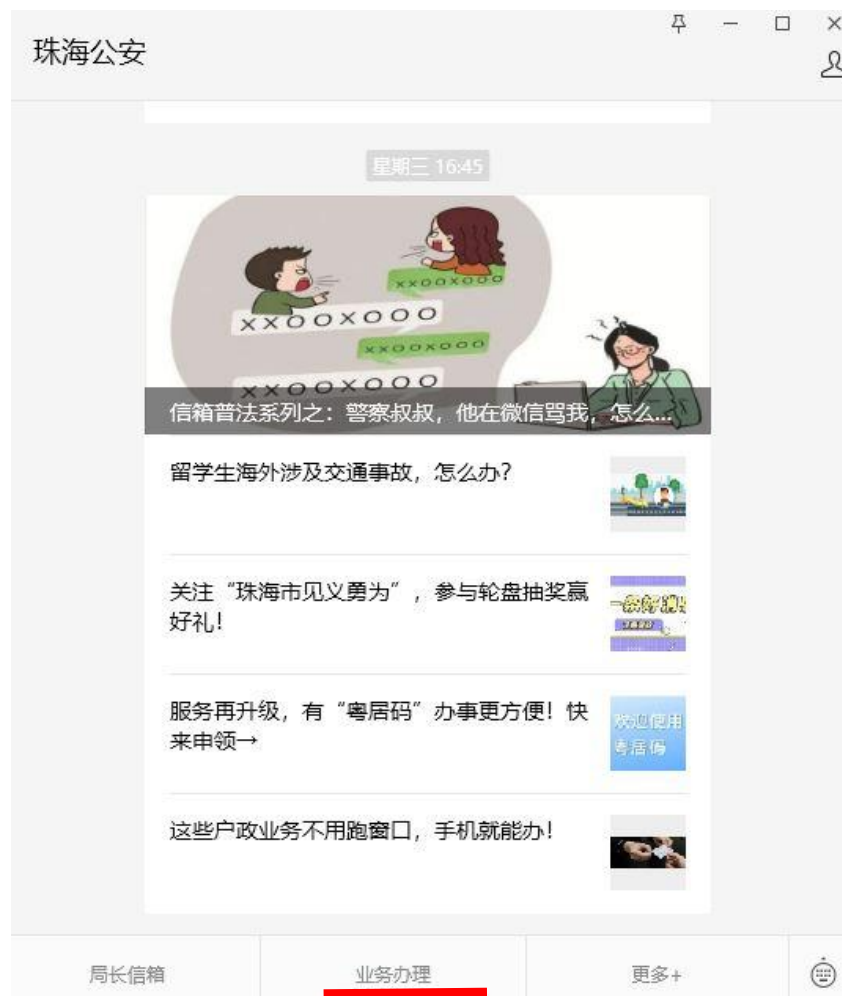 珠海公安
星期三 16:45
xxooxooo
xxooxooo
xxooxooo
xxooxooo
信箱普法系列之：警察叔叔，他在微信骂我，怎么...
留学生海外涉及交通事故，怎么办？
关注“珠海市见义勇为”，参与轮盘抽奖赢
好礼！
服务再升级，有“粤居码”办事更方便！快
来申领→
欢迎使用
粤居码
这些户政业务不用跑窗口，手机就能办！
局长信箱
业务办理
更多+